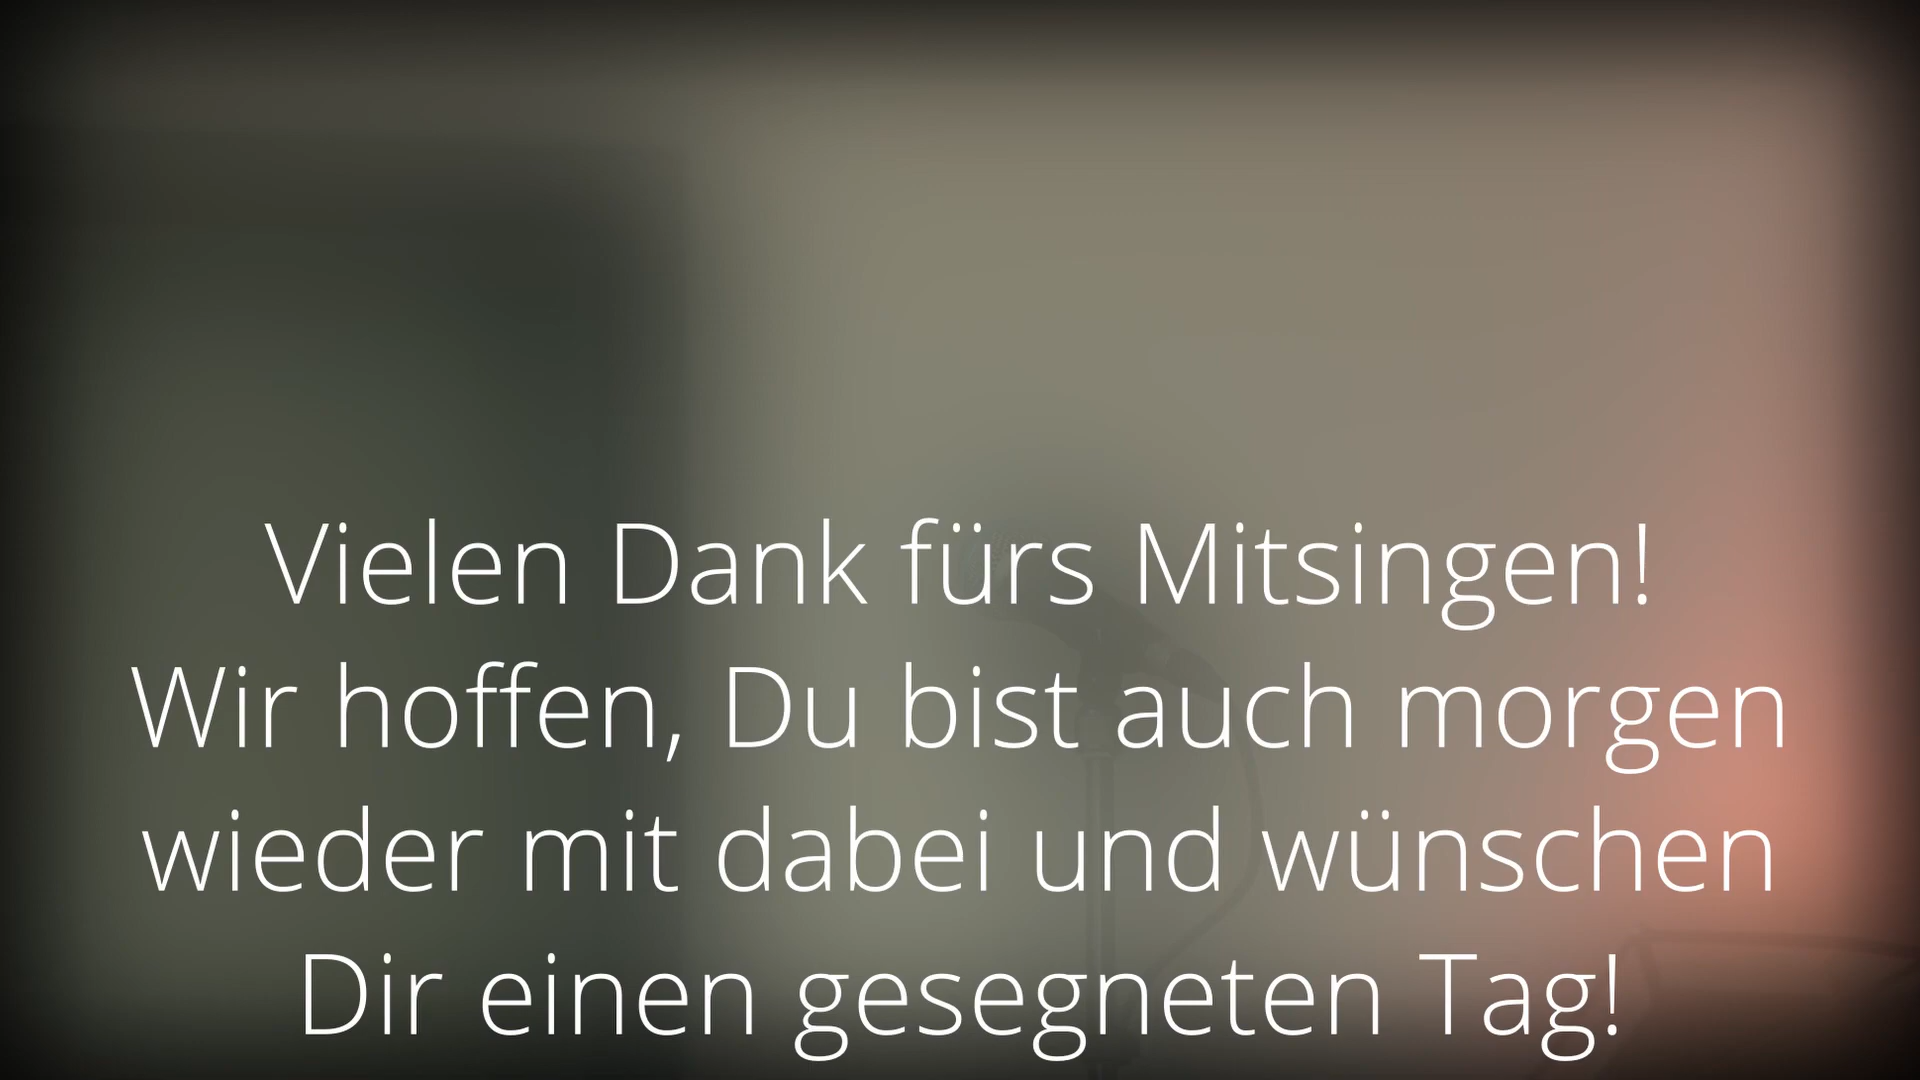 Vielen Dank fürs Mitsingen!
Wir hoffen, Du bist auch morgen
wieder mit dabei und wünschen
Dir einen gesegneten Tag!